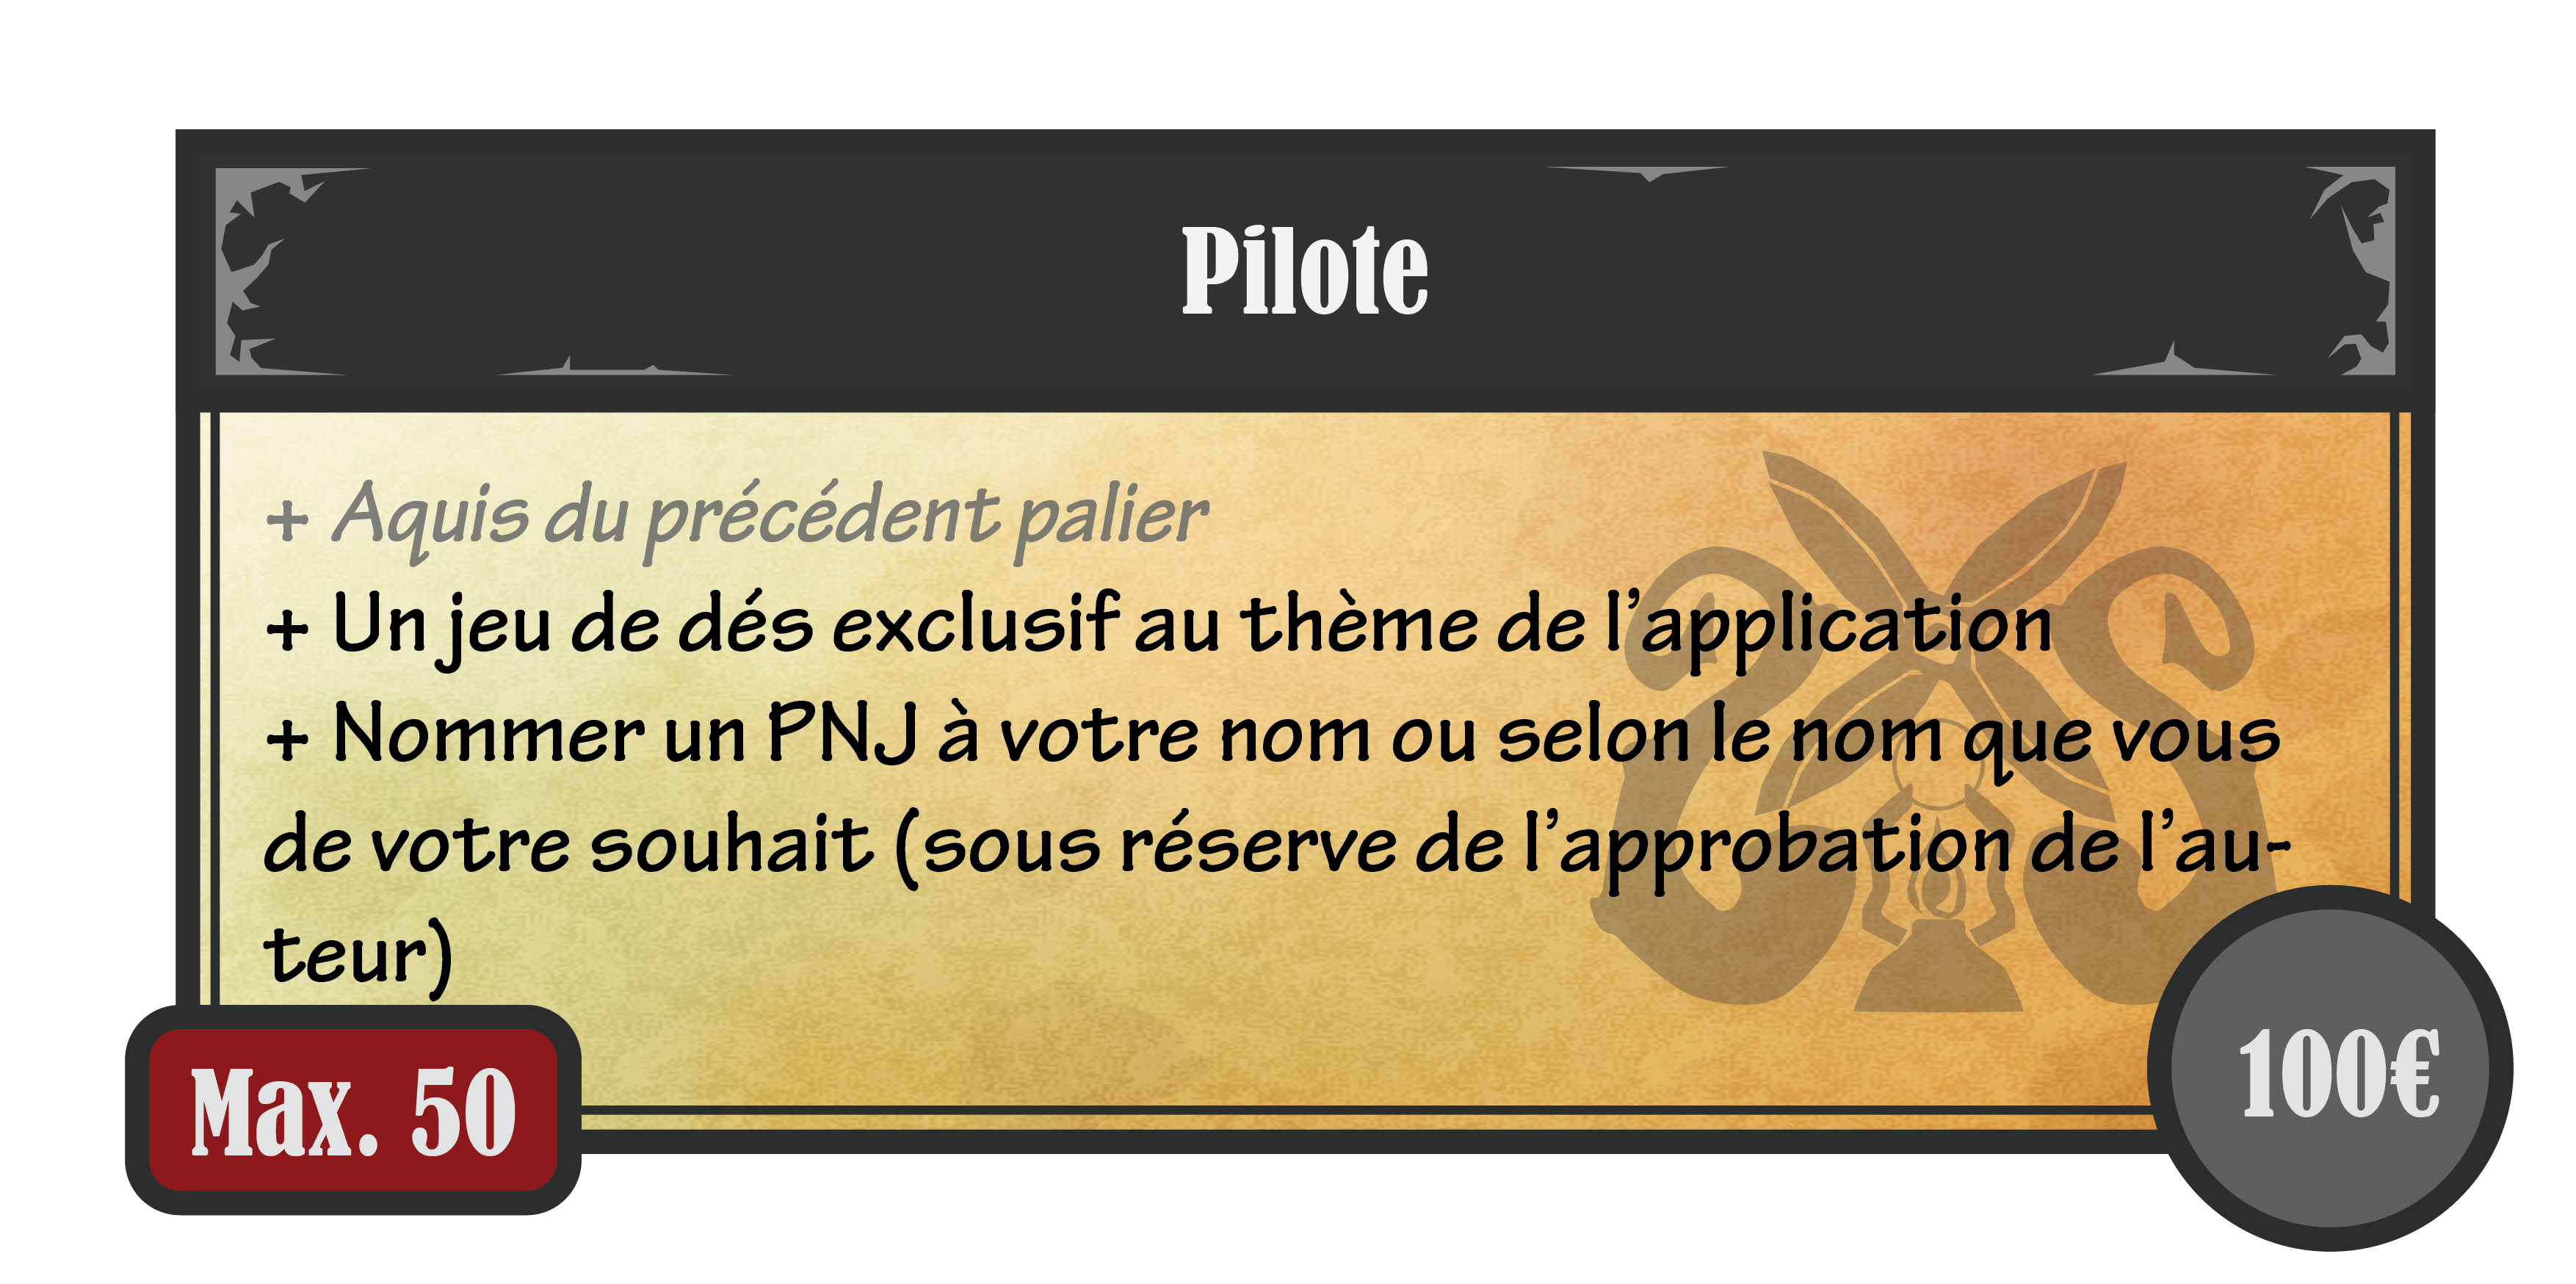 Pilote
+ Aquis du précédent palier
+ Un jeu de dés exclusif au thème de l’application
+ Nommer un PNJ à votre nom ou selon le nom que vous
de votre souhait (sous réserve de l’approbation de l’au-
teur)
Max. 50
100€